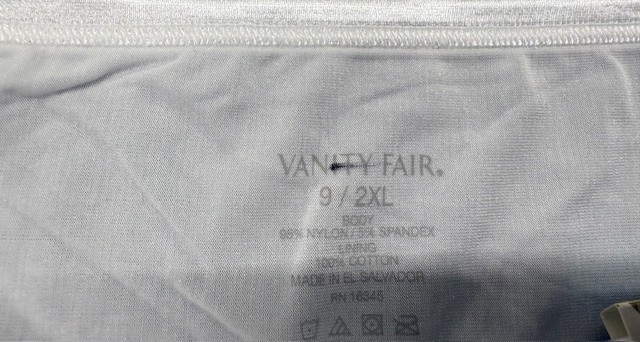 VANITY FAIR®
9 / 2XL
BODY
95% NYLON / 5% SPANDEX
LINING
100% COTTON
MADE IN EL SALVADOR
RN 16345